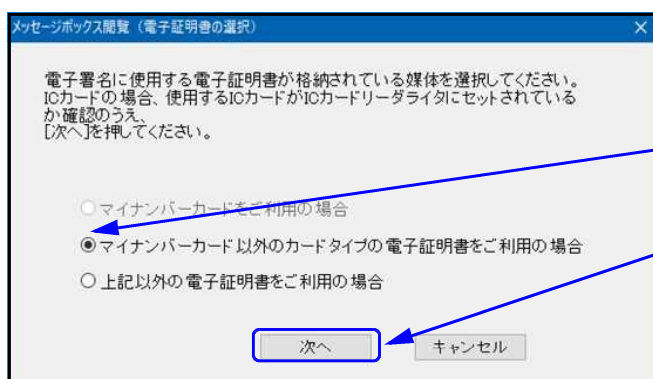 メッセージボックス閲覧（電子証明書の選択）
電子署名に使用する電子証明書が格納されている媒体を選択してください。
ICカードの場合、使用するICカードがICカードリーダライタにセットされている
か確認のうえ、
[次へ]を押してください。
マイナンバーカードをご利用の場合
マイナンバーカード以外のカードタイプの電子証明書をご利用の場合
上記以外の電子証明書をご利用の場合
次へ キャンセル